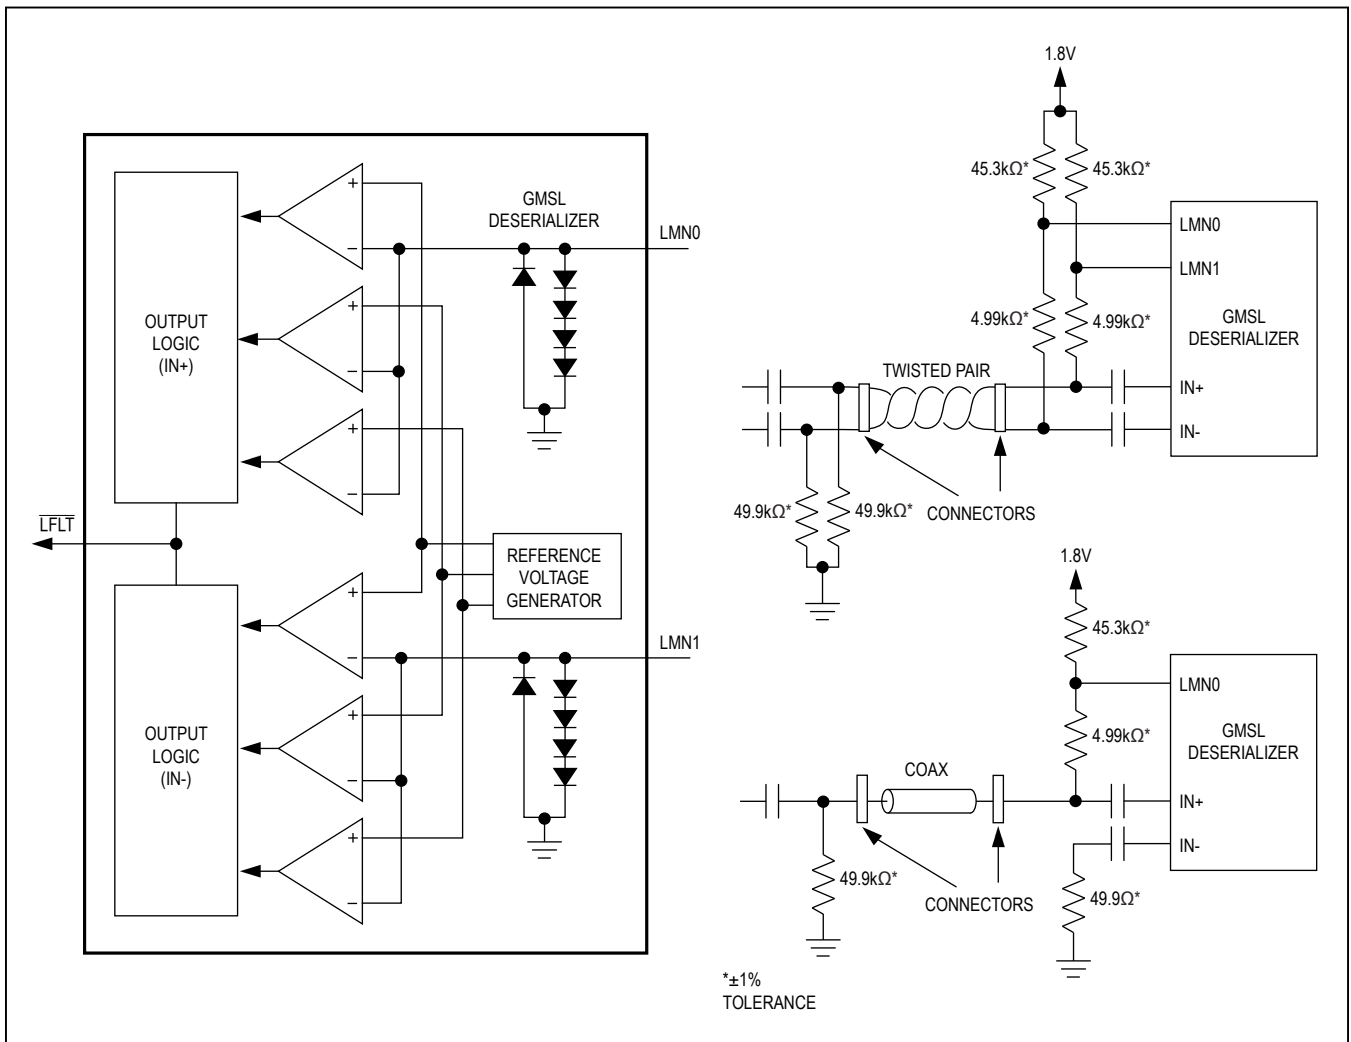 GMSL
DESERIALIZER
LMN0
+
−
+
−
+
−
OUTPUT
LOGIC
(IN+)
LFLT
REFERENCE
VOLTAGE
GENERATOR
LMN1
+
−
+
−
+
−
OUTPUT
LOGIC
(IN-)
1.8V
45.3kΩ*
45.3kΩ*
LMN0
LMN1
4.99kΩ*
4.99kΩ*
GMSL
DESERIALIZER
TWISTED PAIR
IN+
IN-
49.9kΩ*
49.9kΩ*
CONNECTORS
1.8V
45.3kΩ*
LMN0
4.99kΩ*
GMSL
DESERIALIZER
COAX
IN+
IN-
49.9kΩ*
CONNECTORS
49.9Ω*
*±1%
TOLERANCE